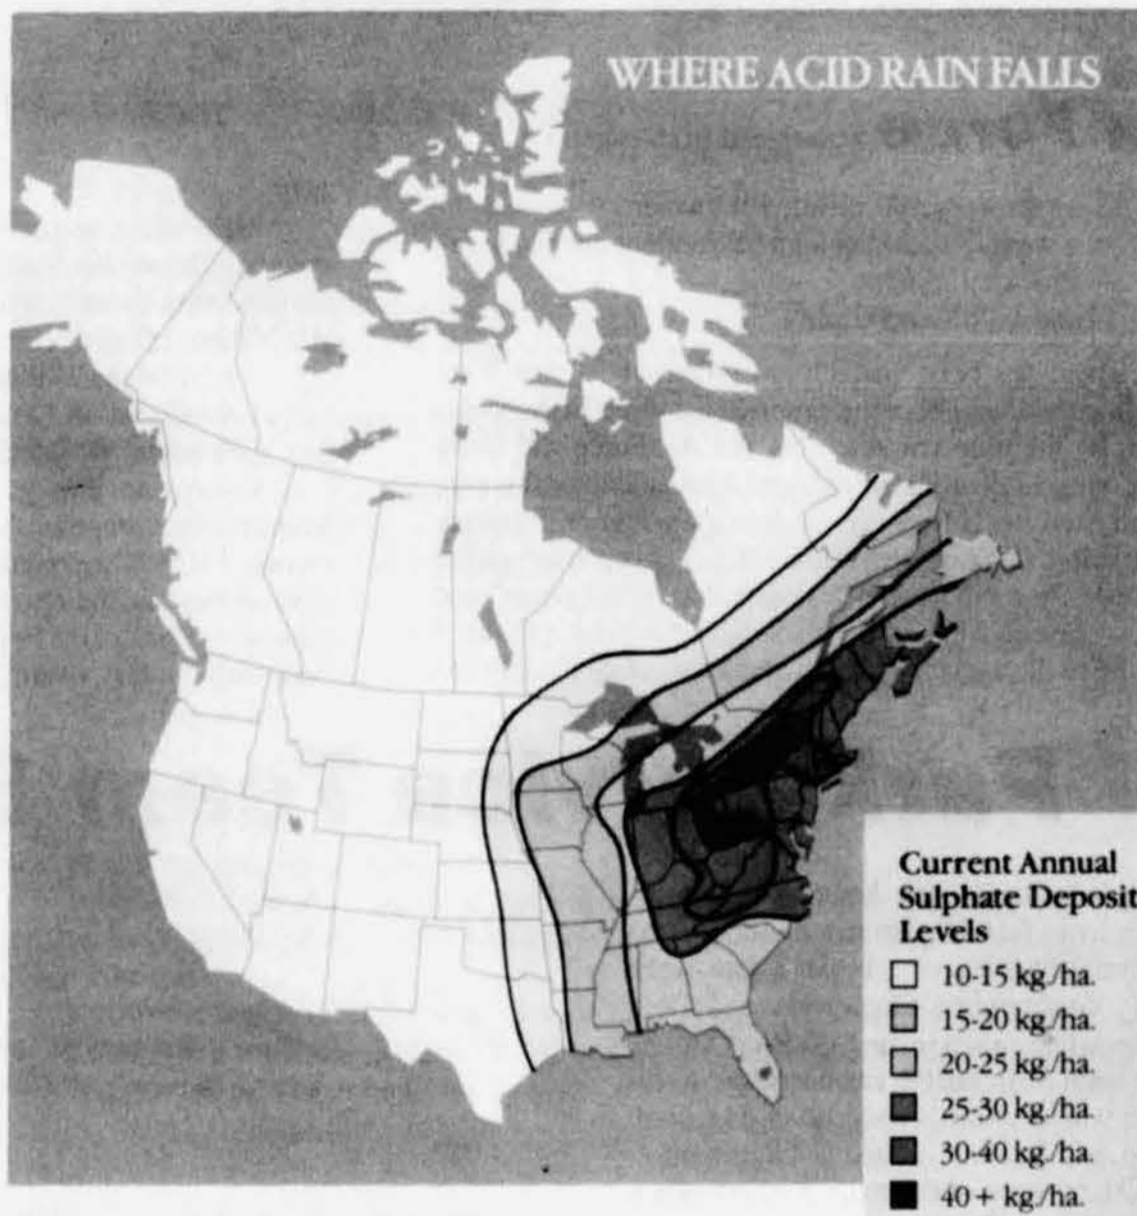 WHERE ACID RAIN FALLS
Current Annual
Sulphate Deposit
Levels
10-15 kg./ha.
15-20 kg./ha.
20-25 kg./ha.
25-30 kg./ha.
30-40 kg./ha.
40 + kg./ha.